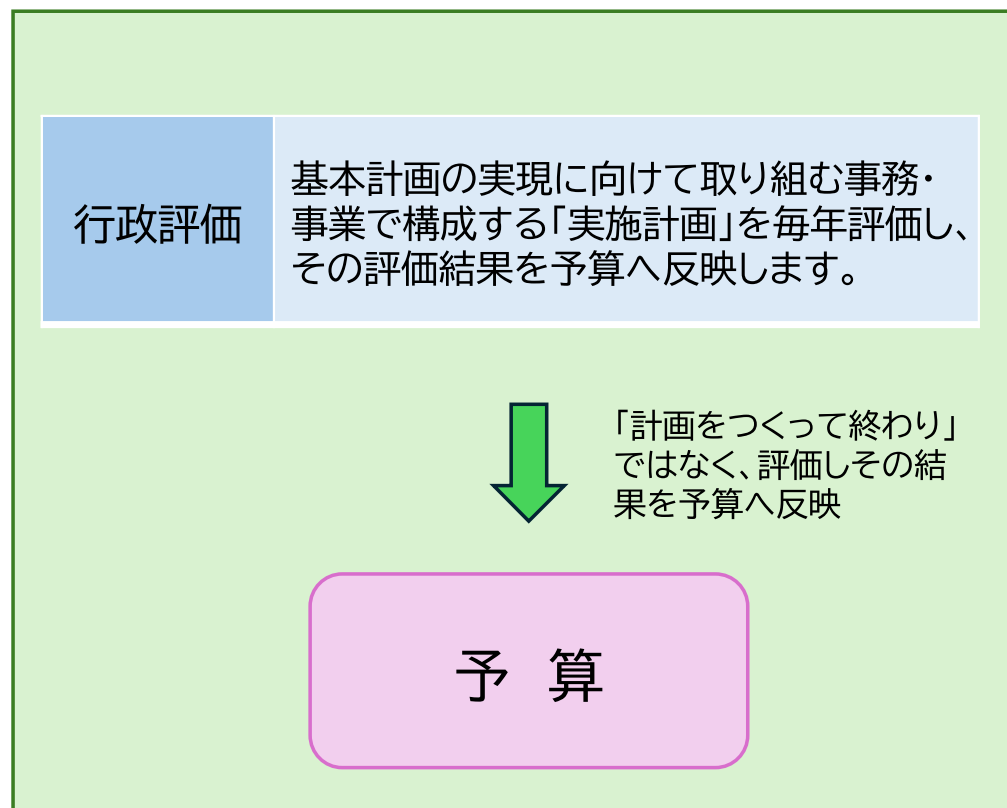 行政評価
基本計画の実現に向けて取り組む事務・
事業で構成する「実施計画」を毎年評価し、
その評価結果を予算へ反映します。
「計画をつくって終わり」
ではなく、評価しその結
果を予算へ反映
予　算